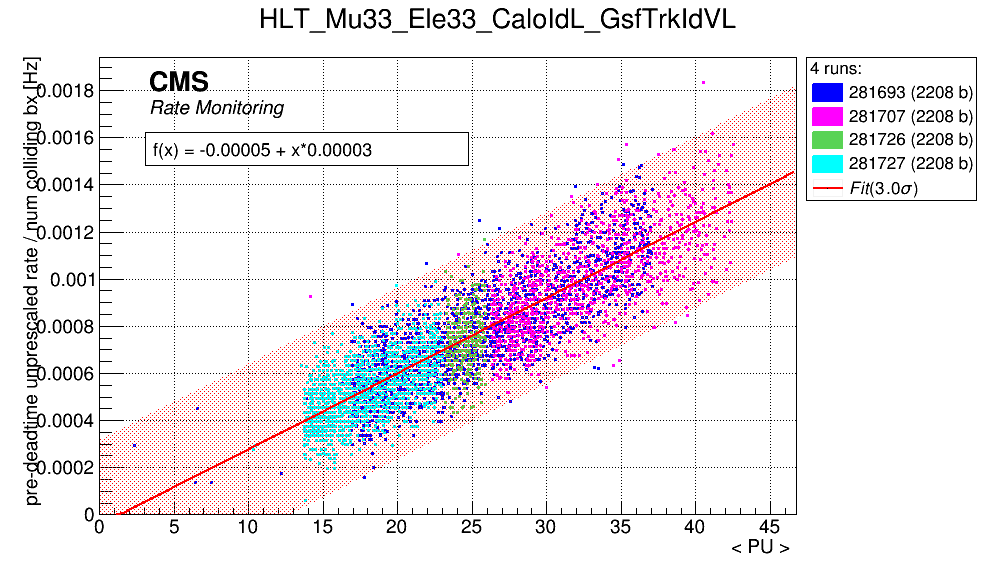 HLT_Mu33_Ele33_CaloIdL_GsfTrkIdVL
pre-deadtime unprescaled rate / num colliding bx [Hz]
0.0018
0.0016
0.0014
0.0012
0.001
0.0008
0.0006
0.0004
0.0002
0
CMS
Rate Monitoring
f(x) = -0.00005 + x*0.00003
4 runs:
281693 (2208 b)
281707 (2208 b)
281726 (2208 b)
281727 (2208 b)
Fit(3.0σ)
0 5 10 15 20 25 30 35 40 45
< PU >